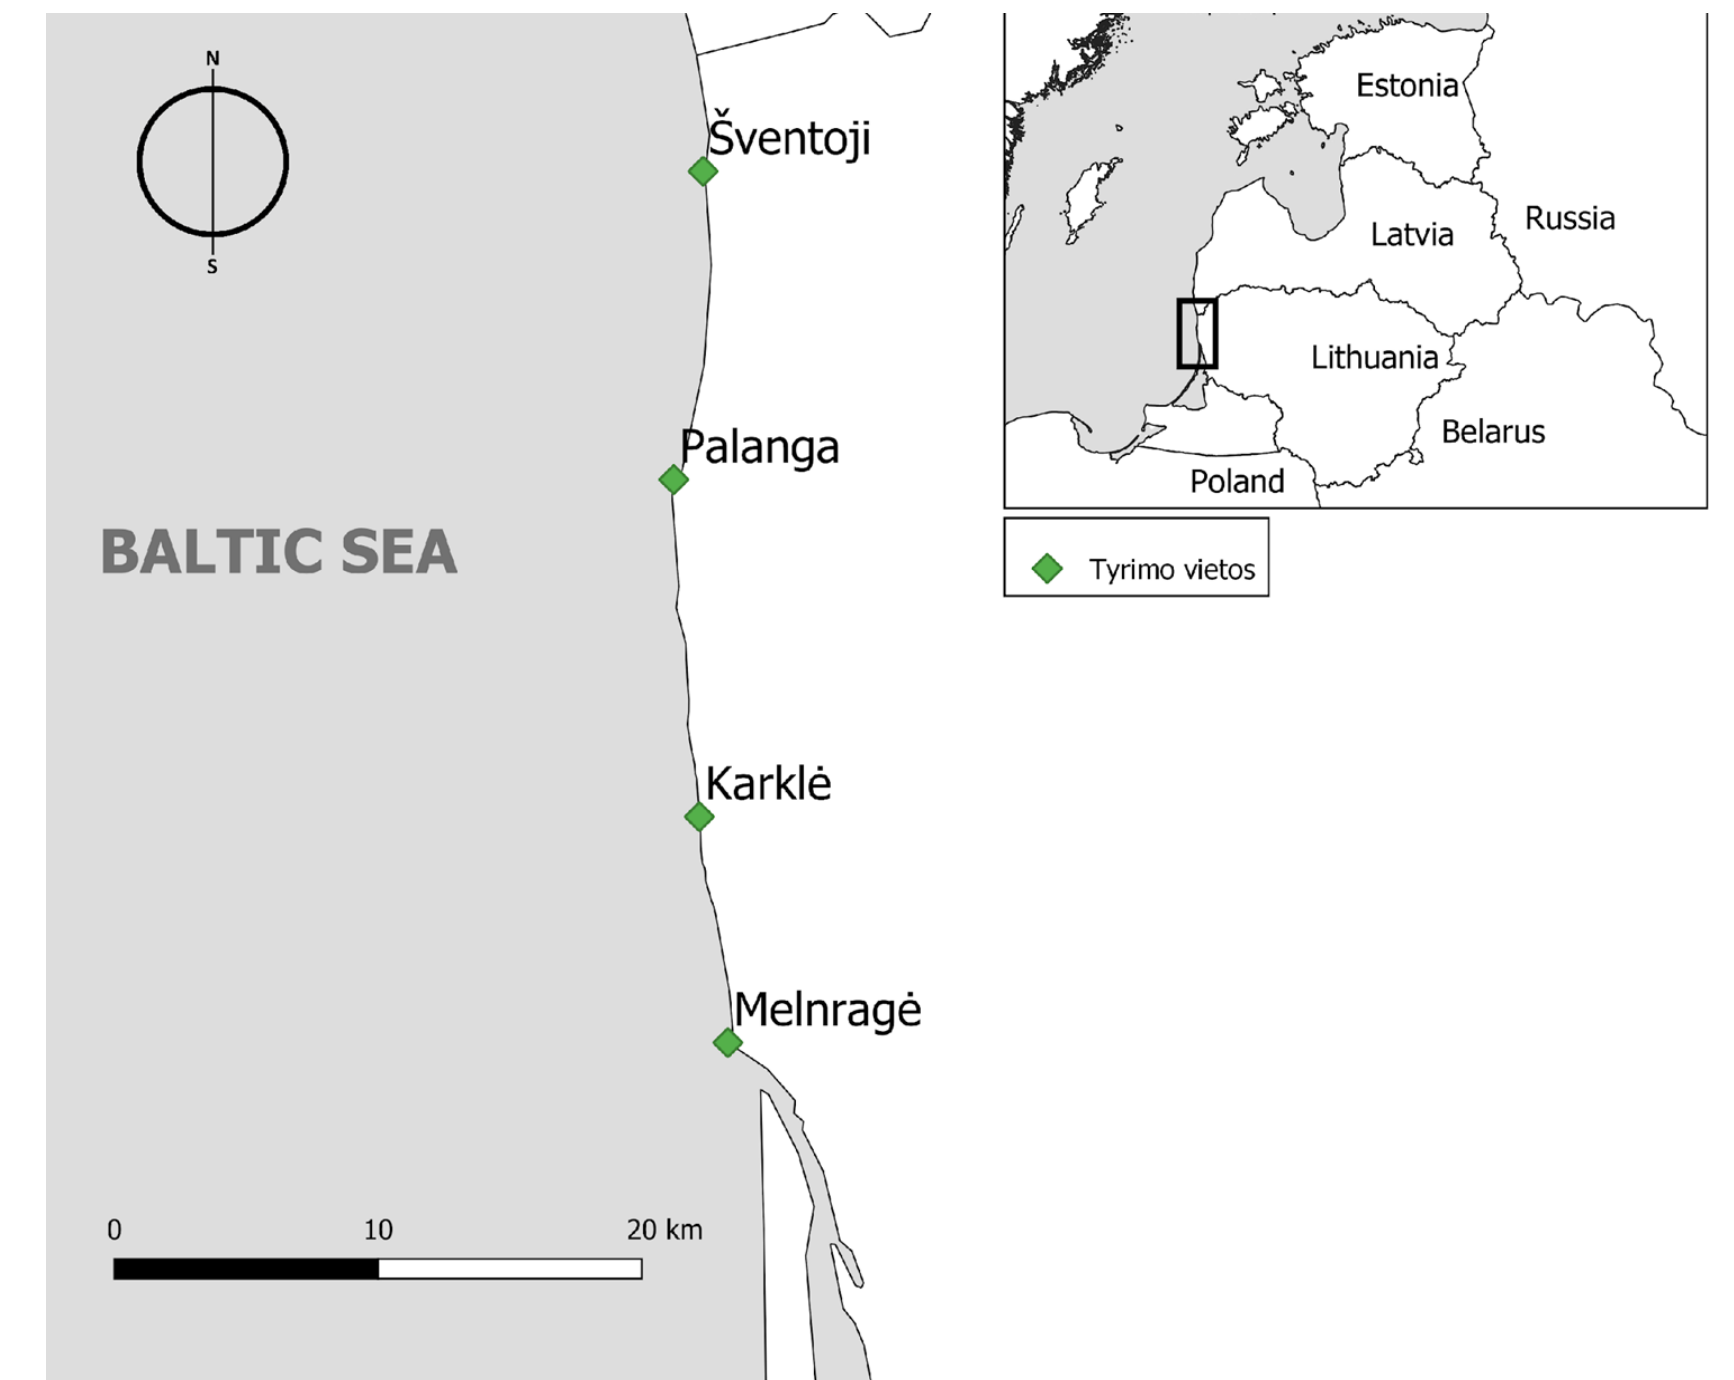 N
S
Šventoji
Palanga
BALTIC SEA
Karklė
Melnragė
0 10 20 km
Estonia
Russia
Latvia
Lithuania
Belarus
Poland
Tyrimo vietos